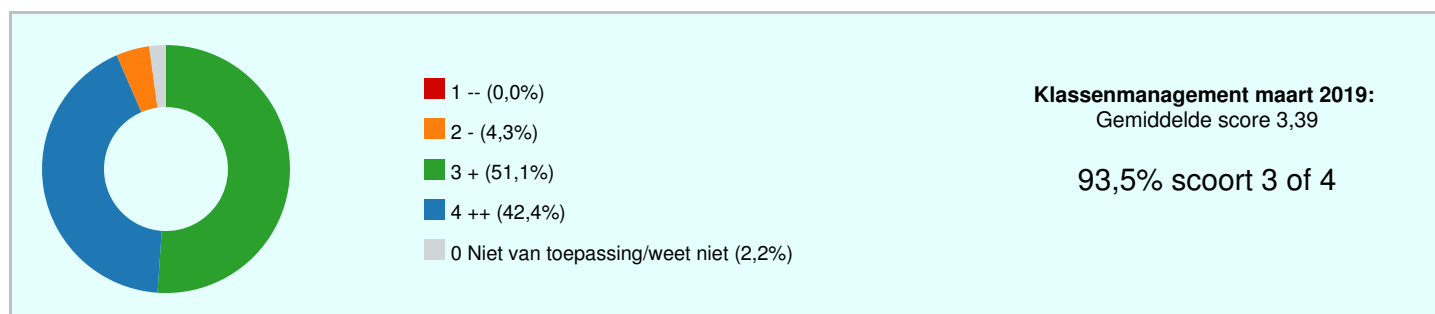 1 -- (0,0%)
2 - (4,3%)
3 + (51,1%)
4 ++ (42,4%)
0 Niet van toepassing/weet niet (2,2%)
Klassenmanagement maart 2019:
Gemiddelde score 3,39
93,5% scoort 3 of 4